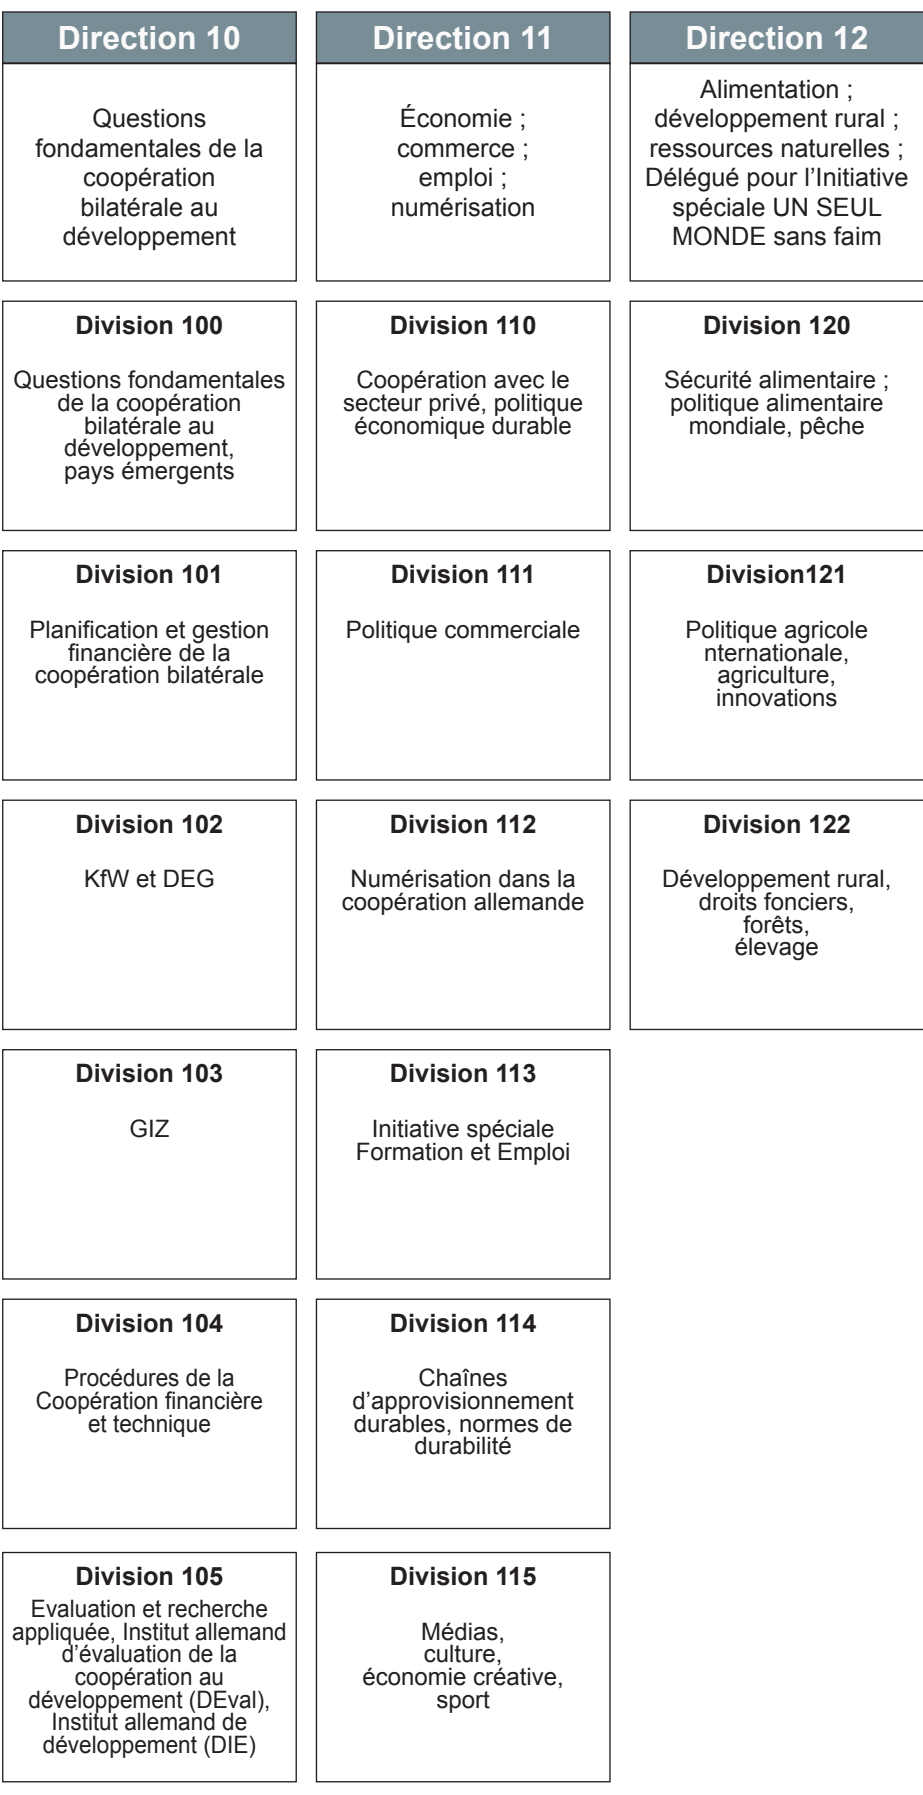 Direction 10
Questions
fondamentales de la
coopération
bilatérale au
développement
Division 100
Questions fondamentales
de la coopération
bilatérale au
développement,
pays émergents
Division 101
Planification et gestion
financière de la
coopération bilatérale
Division 102
KfW et DEG
Division 103
GIZ
Division 104
Procédures de la
Coopération financière
et technique
Division 105
Evaluation et recherche
appliquée, Institut allemand
d’évaluation de la
coopération au
développement (DEval),
Institut allemand de
développement (DIE)
Direction 11
Économie ;
commerce ;
emploi ;
numérisation
Division 110
Coopération avec le
secteur privé, politique
économique durable
Division 111
Politique commerciale
Division 112
Numérisation dans la
coopération allemande
Division 113
Initiative spéciale
Formation et Emploi
Division 114
Chaînes
d’approvisionnement
durables, normes de
durabilité
Division 115
Médias,
culture,
économie créative,
sport
Direction 12
Alimentation ;
développement rural ;
ressources naturelles ;
Délégué pour l’Initiative
spéciale UN SEUL
MONDE sans faim
Division 120
Sécurité alimentaire ;
politique alimentaire
mondiale, pêche
Division121
Politique agricole
nternationale,
agriculture,
innovations
Division 122
Développement rural,
droits fonciers,
forêts,
élevage